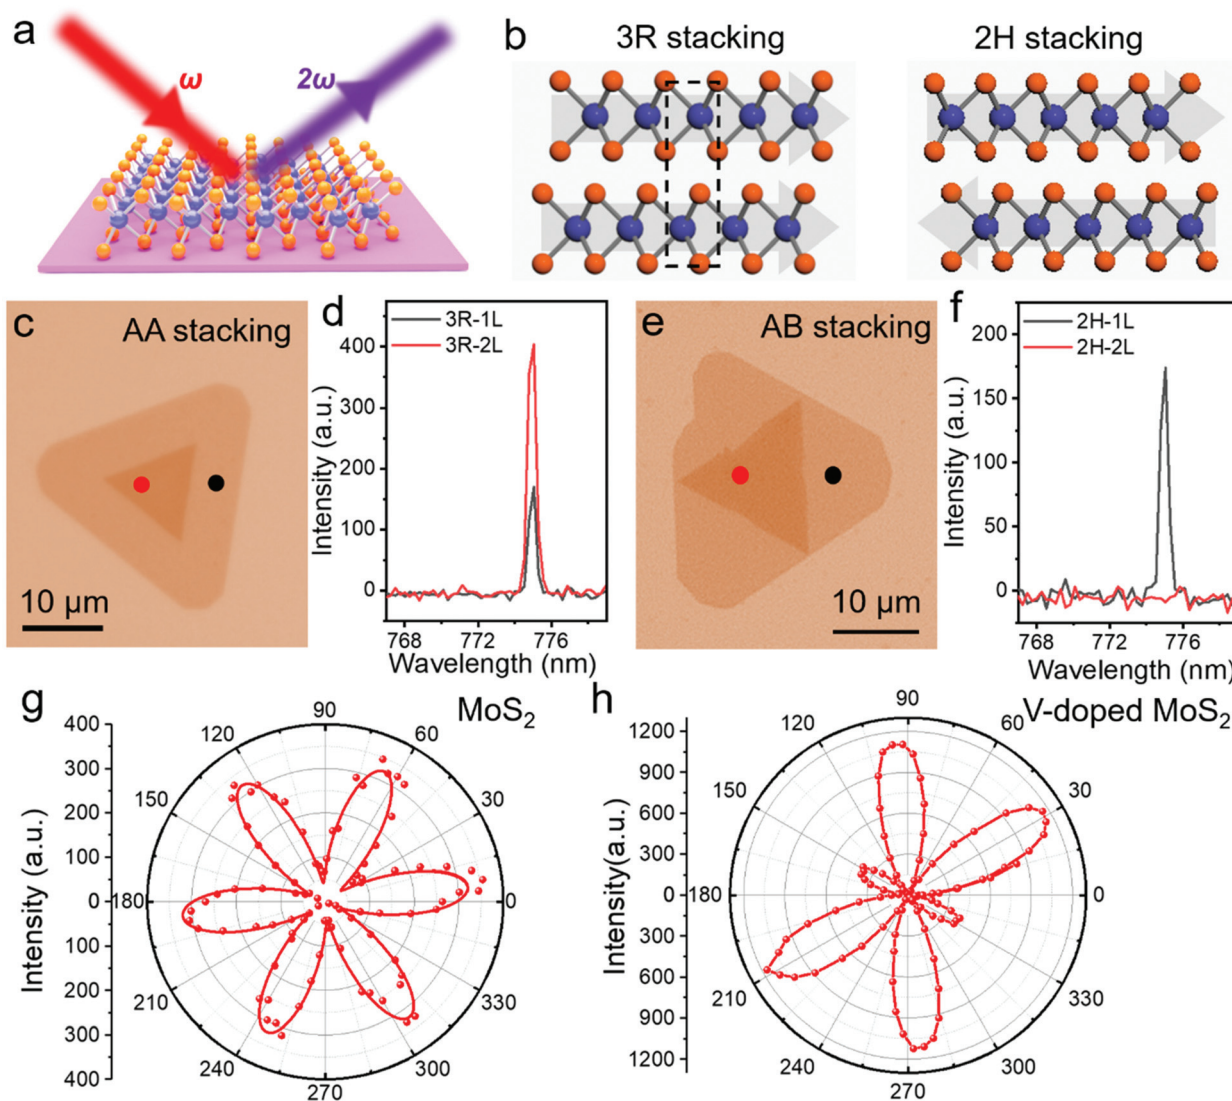 a
ω
2ω
b
3R stacking
2H stacking
c
AA stacking
10 μm
d
3R-1L
3R-2L
400
300
200
100
0
Intensity (a.u.)
768
772
776
Wavelength (nm)
e
AB stacking
10 μm
f
2H-1L
2H-2L
200
150
100
50
0
Intensity (a.u.)
768
772
776
Wavelength (nm)
g
MoS2
400
300
200
100
0
100
200
300
400
Intensity (a.u.)
90
60
30
0
330
300
270
240
210
180
150
120
h
V-doped MoS2
1200
900
600
300
0
300
600
900
1200
Intensity(a.u.)
90
60
30
0
330
300
270
240
210
180
150
120